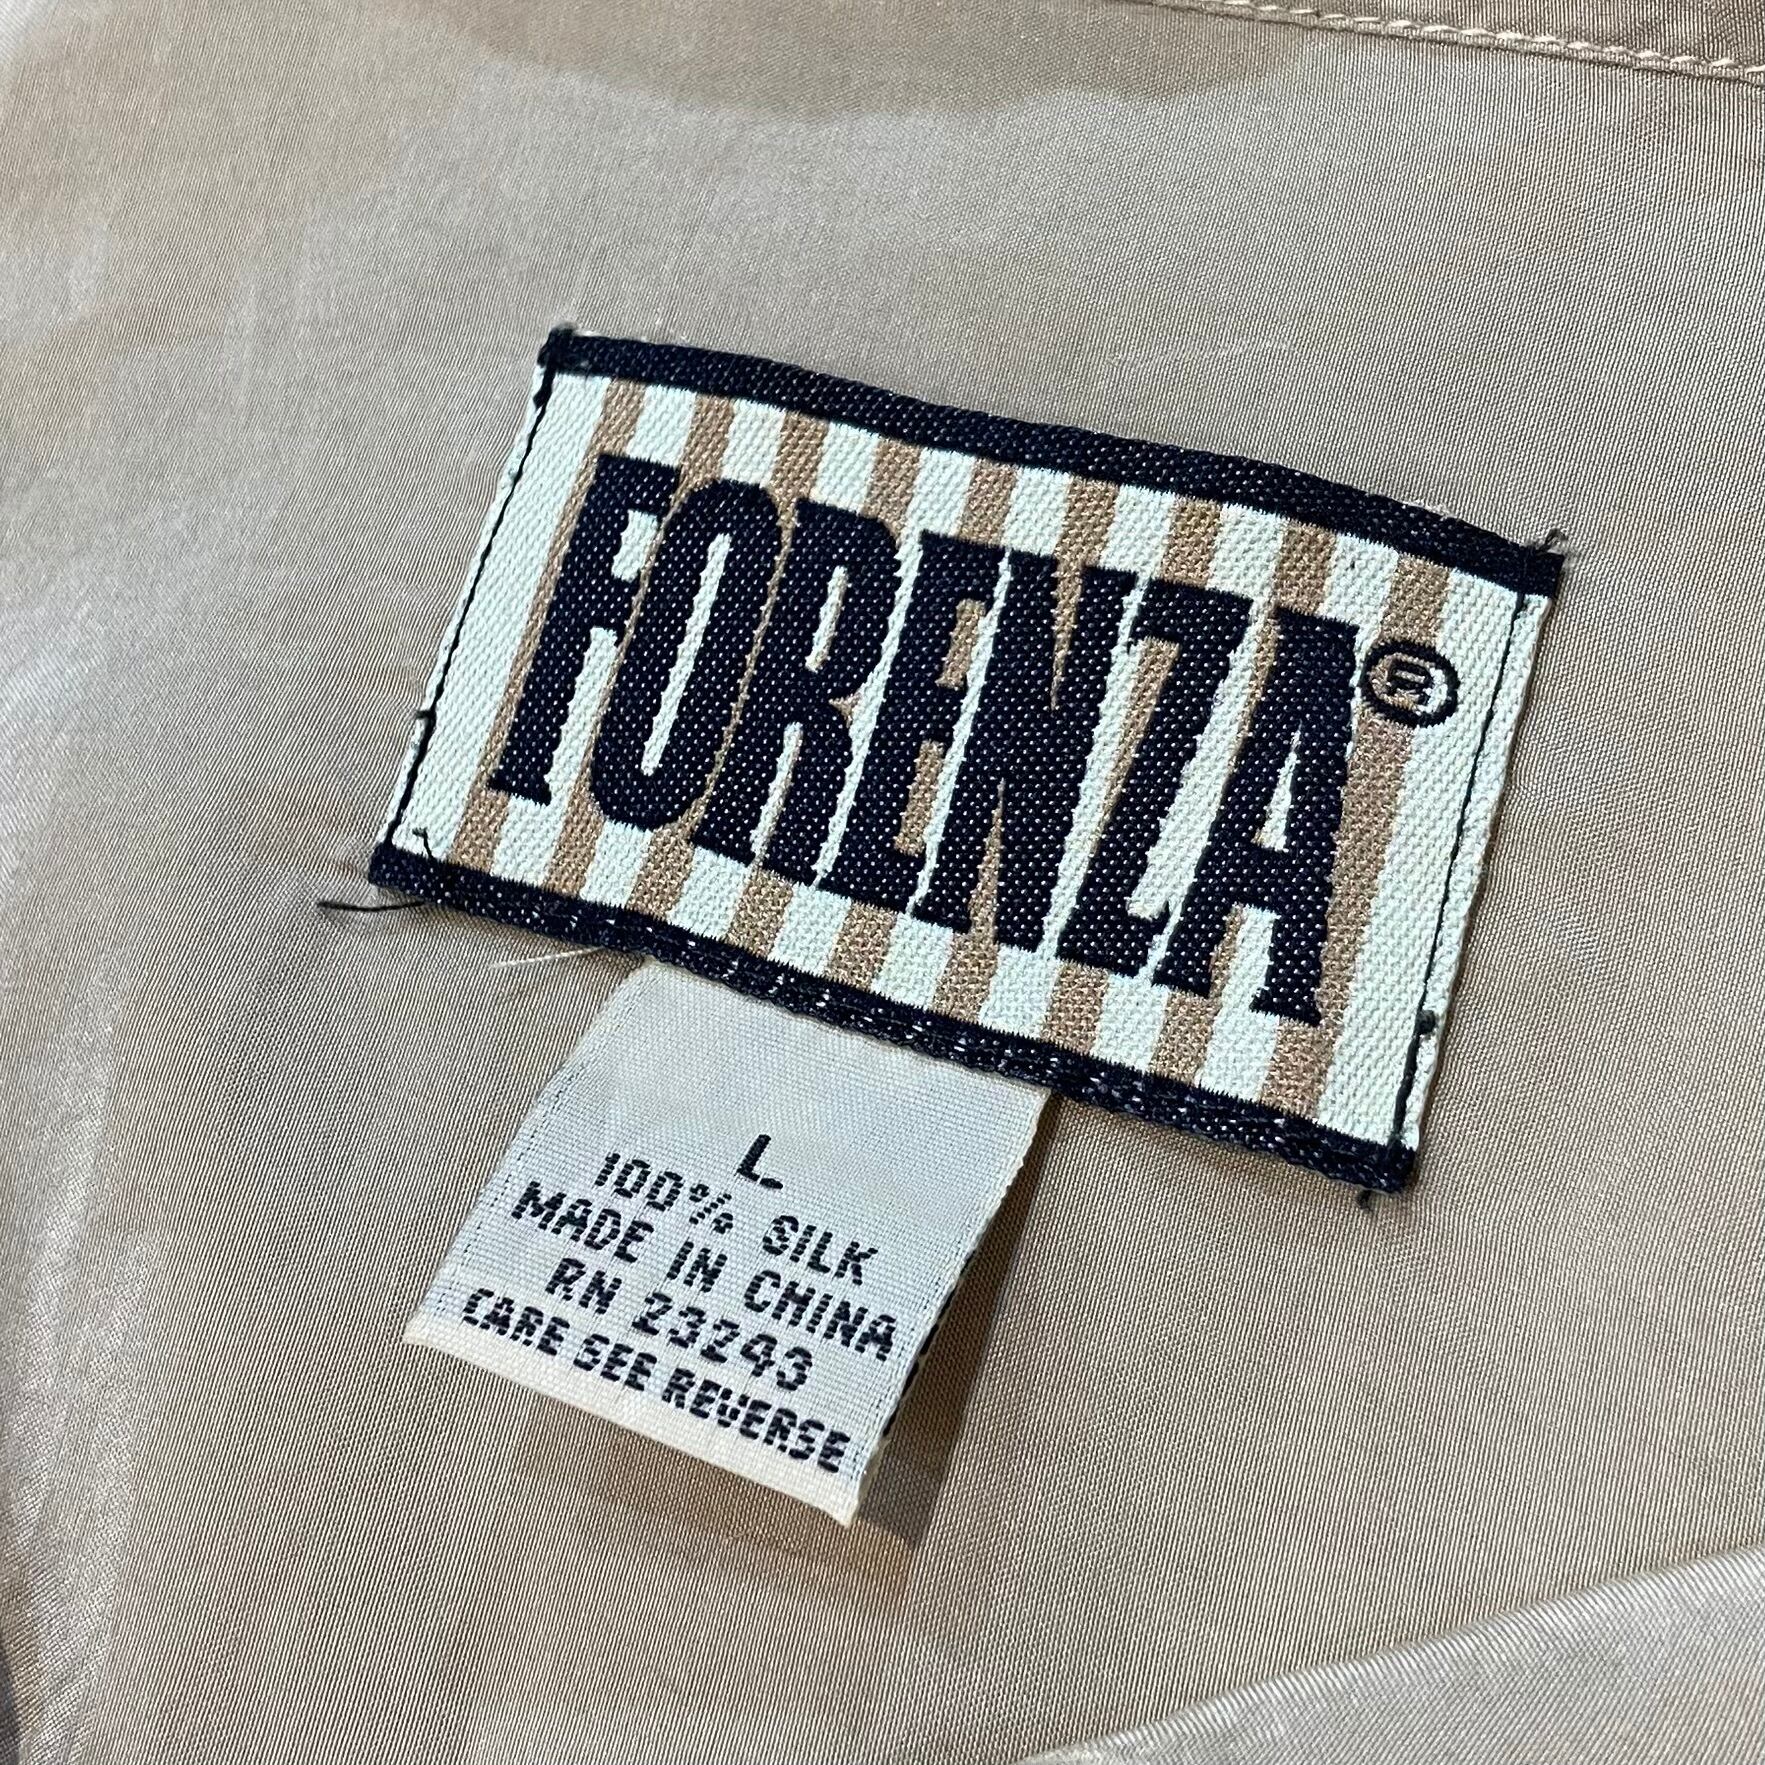 FORENZA®
L
100% SILK
MADE IN CHINA
RN 23243
CARE SEE REVERSE